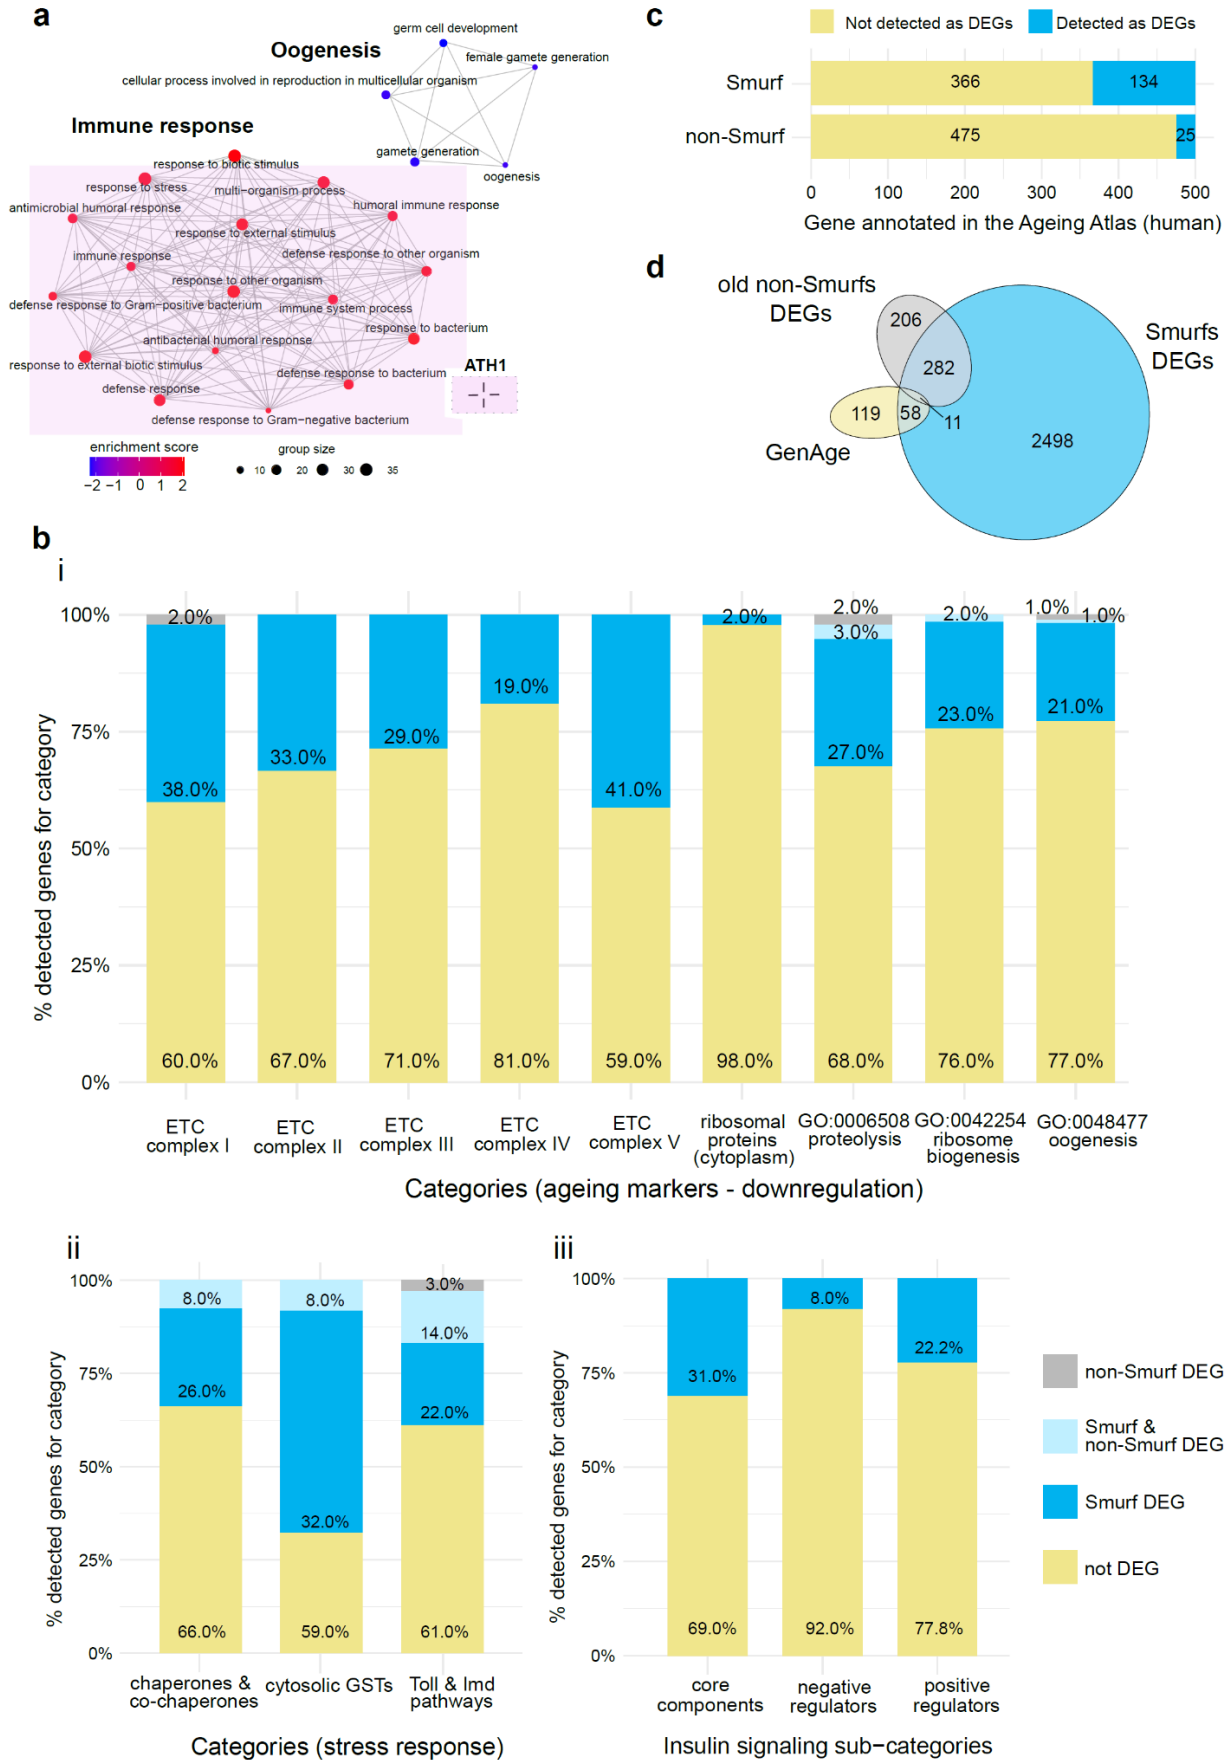 a
Oogenesis
germ cell development
female gamete generation
cellular process involved in reproduction in multicellular organism
gamete generation
oogenesis
Immune response
response to biotic stimulus
response to stress
multi−organism process
antimicrobial humoral response
humoral immune response
response to external stimulus
defense response to other organism
immune response
response to other organism
defense response to Gram−positive bacterium
immune system process
response to bacterium
antibacterial humoral response
response to external biotic stimulus
defense response to bacterium
defense response
defense response to Gram−negative bacterium
ATH1
enrichment score
−2 −1 0 1 2
group size
10 20 30 35
c
Not detected as DEGs
Detected as DEGs
Smurf
366
134
non-Smurf
475
25
0 100 200 300 400 500
Gene annotated in the Ageing Atlas (human)
d
old non-Smurfs
DEGs
206
282
Smurfs
DEGs
119
58
11
2498
GenAge
b
i
% detected genes for category
100%
75%
50%
25%
0%
2.0%
38.0%
60.0%
33.0%
67.0%
29.0%
71.0%
19.0%
81.0%
41.0%
59.0%
2.0%
98.0%
2.0%
3.0%
27.0%
68.0%
2.0%
23.0%
76.0%
1.0%
1.0%
21.0%
77.0%
ETC
complex I
ETC
complex II
ETC
complex III
ETC
complex IV
ETC
complex V
ribosomal
proteins
(cytoplasm)
GO:0006508
proteolysis
GO:0042254
ribosome
biogenesis
GO:0048477
oogenesis
Categories (ageing markers - downregulation)
ii
% detected genes for category
100%
75%
50%
25%
0%
8.0%
26.0%
66.0%
8.0%
32.0%
59.0%
3.0%
14.0%
22.0%
61.0%
chaperones &
co-chaperones
cytosolic GSTs
Toll & Imd
pathways
Categories (stress response)
iii
% detected genes for category
100%
75%
50%
25%
0%
31.0%
69.0%
8.0%
92.0%
22.2%
77.8%
core
components
negative
regulators
positive
regulators
Insulin signaling sub−categories
non-Smurf DEG
Smurf &
non-Smurf DEG
Smurf DEG
not DEG